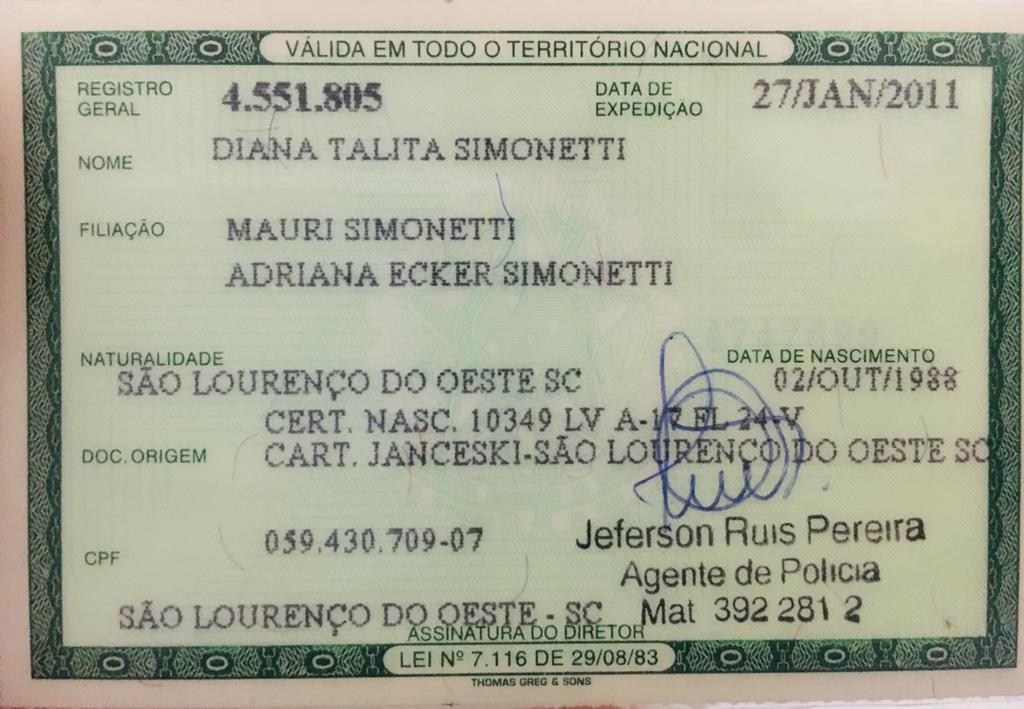 VÁLIDA EM TODO O TERRITÓRIO NACIONAL
REGISTRO GERAL 4.551.805 DATA DE EXPEDIÇÃO 27/JAN/2011
NOME DIANA TALITA SIMONETTI
FILIAÇÃO MAURI SIMONETTI
ADRIANA ECKER SIMONETTI
NATURALIDADE DATA DE NASCIMENTO
SÃO LOURENÇO DO OESTE SC 02/OUT/1988
CERT. NASC. 10349 LV A-17 FL 24 V
DOC. ORIGEM CART. JANCESKI-SÃO LOURENÇO DO OESTE SC
CPF 059.430.709-07 Jeferson Ruis Pereira
Agente de Policia
SÃO LOURENÇO DO OESTE - SC Mat 392 281 2
ASSINATURA DO DIRETOR
LEI Nº 7.116 DE 29/08/83
THOMAS GREG & SONS